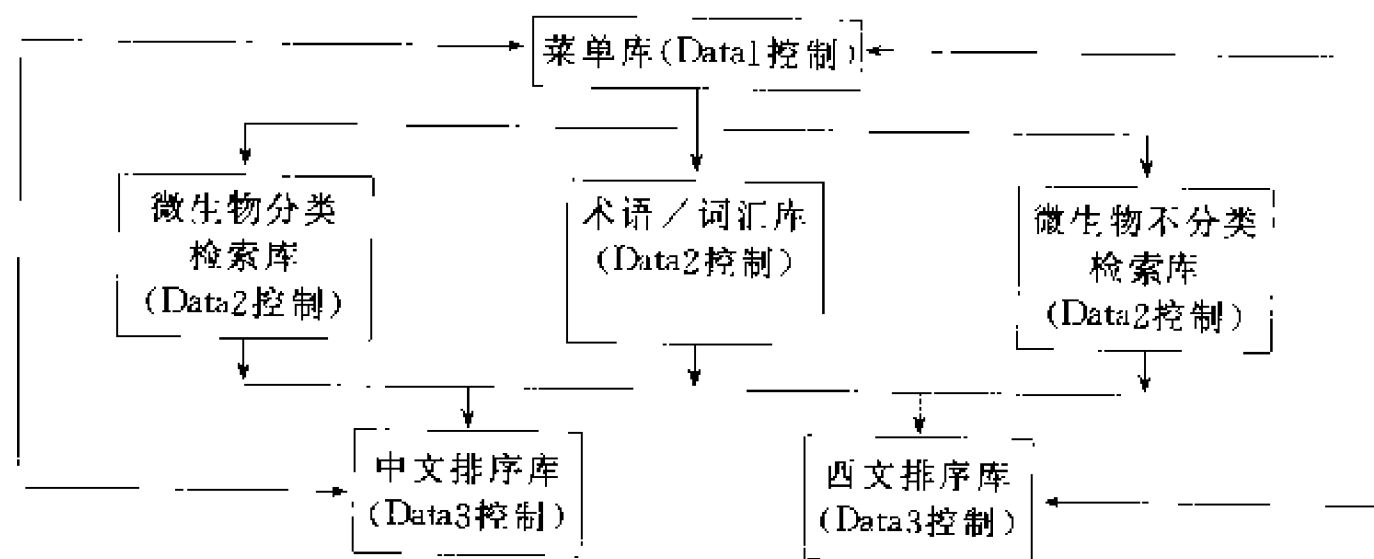 菜单库(Data1控制)
微生物分类
检索库
(Data2控制)
术语/词汇库
(Data2控制)
微生物不分类
检索库
(Data2控制)
中文排序库
(Data3控制)
西文排序库
(Data3控制)